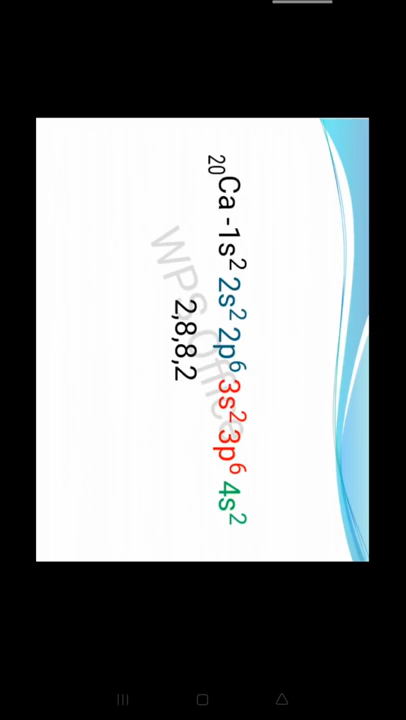 ₂₀Ca -1s² 2s² 2p⁶ 3s² 3p⁶ 4s²
2,8,8,2
WPS Office